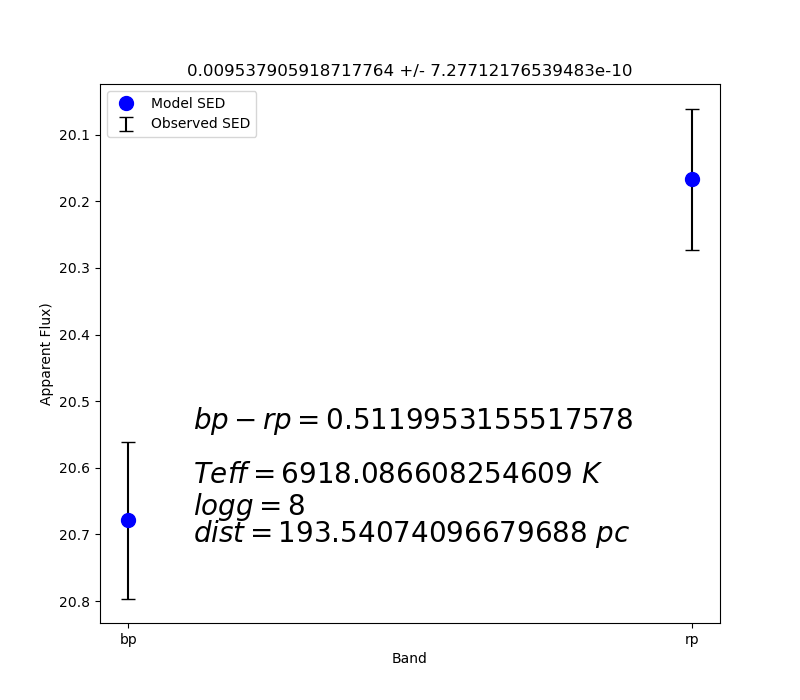 0.009537905918717764 +/- 7.27712176539483e-10
Model SED
Observed SED
20.1
20.2
20.3
20.4
20.5
20.6
20.7
20.8
Apparent Flux)
bp − rp = 0.5119953155517578
Teff = 6918.086608254609 K
logg = 8
dist = 193.54074096679688 pc
bp
rp
Band